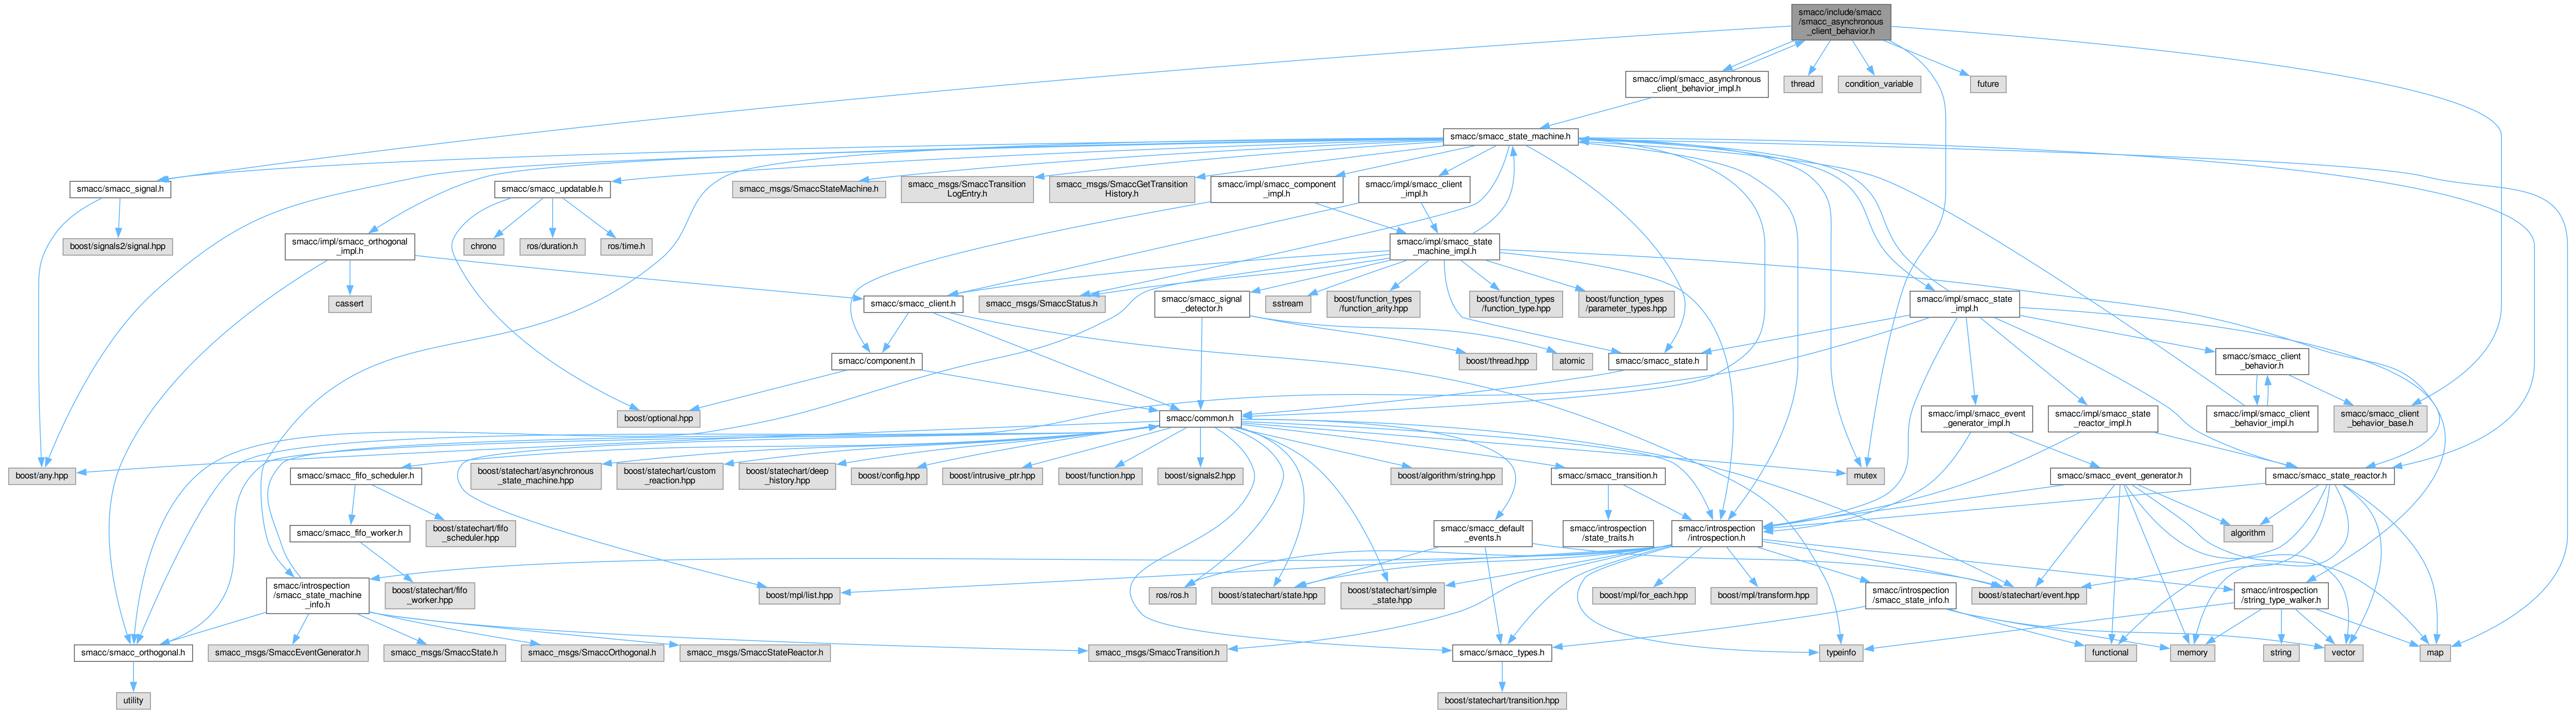 smacc/include/smacc
/smacc_asynchronous
_client_behavior.h
smacc/impl/smacc_asynchronous
_client_behavior_impl.h
thread
condition_variable
future
smacc/smacc_state_machine.h
smacc/smacc_signal.h
smacc/smacc_updatable.h
smacc_msgs/SmaccStateMachine.h
smacc_msgs/SmaccTransition
LogEntry.h
smacc_msgs/SmaccGetTransition
History.h
smacc/impl/smacc_component
_impl.h
smacc/impl/smacc_client
_impl.h
boost/signals2/signal.hpp
smacc/impl/smacc_orthogonal
_impl.h
chrono
ros/duration.h
ros/time.h
smacc/impl/smacc_state
_machine_impl.h
cassert
smacc/smacc_client.h
smacc_msgs/SmaccStatus.h
smacc/smacc_signal
_detector.h
sstream
boost/function_types
/function_arity.hpp
boost/function_types
/function_type.hpp
boost/function_types
/parameter_types.hpp
smacc/impl/smacc_state
_impl.h
smacc/component.h
boost/thread.hpp
atomic
smacc/smacc_state.h
smacc/smacc_client
_behavior.h
boost/optional.hpp
smacc/common.h
smacc/impl/smacc_event
_generator_impl.h
smacc/impl/smacc_state
_reactor_impl.h
smacc/impl/smacc_client
_behavior_impl.h
smacc/smacc_client
_behavior_base.h
boost/any.hpp
smacc/smacc_fifo_scheduler.h
boost/statechart/asynchronous
_state_machine.hpp
boost/statechart/custom
_reaction.hpp
boost/statechart/deep
_history.hpp
boost/config.hpp
boost/intrusive_ptr.hpp
boost/function.hpp
boost/signals2.hpp
boost/algorithm/string.hpp
smacc/smacc_transition.h
mutex
smacc/smacc_event_generator.h
smacc/smacc_state_reactor.h
smacc/smacc_fifo_worker.h
boost/statechart/fifo
_scheduler.hpp
smacc/smacc_default
_events.h
smacc/introspection
/state_traits.h
smacc/introspection
/introspection.h
algorithm
smacc/introspection
/smacc_state_machine
_info.h
boost/statechart/fifo
_worker.hpp
boost/mpl/list.hpp
ros/ros.h
boost/statechart/state.hpp
boost/statechart/simple
_state.hpp
boost/mpl/for_each.hpp
boost/mpl/transform.hpp
smacc/introspection
/smacc_state_info.h
boost/statechart/event.hpp
smacc/introspection
/string_type_walker.h
smacc/smacc_orthogonal.h
smacc_msgs/SmaccEventGenerator.h
smacc_msgs/SmaccState.h
smacc_msgs/SmaccOrthogonal.h
smacc_msgs/SmaccStateReactor.h
smacc_msgs/SmaccTransition.h
smacc/smacc_types.h
typeinfo
functional
memory
string
vector
map
utility
boost/statechart/transition.hpp